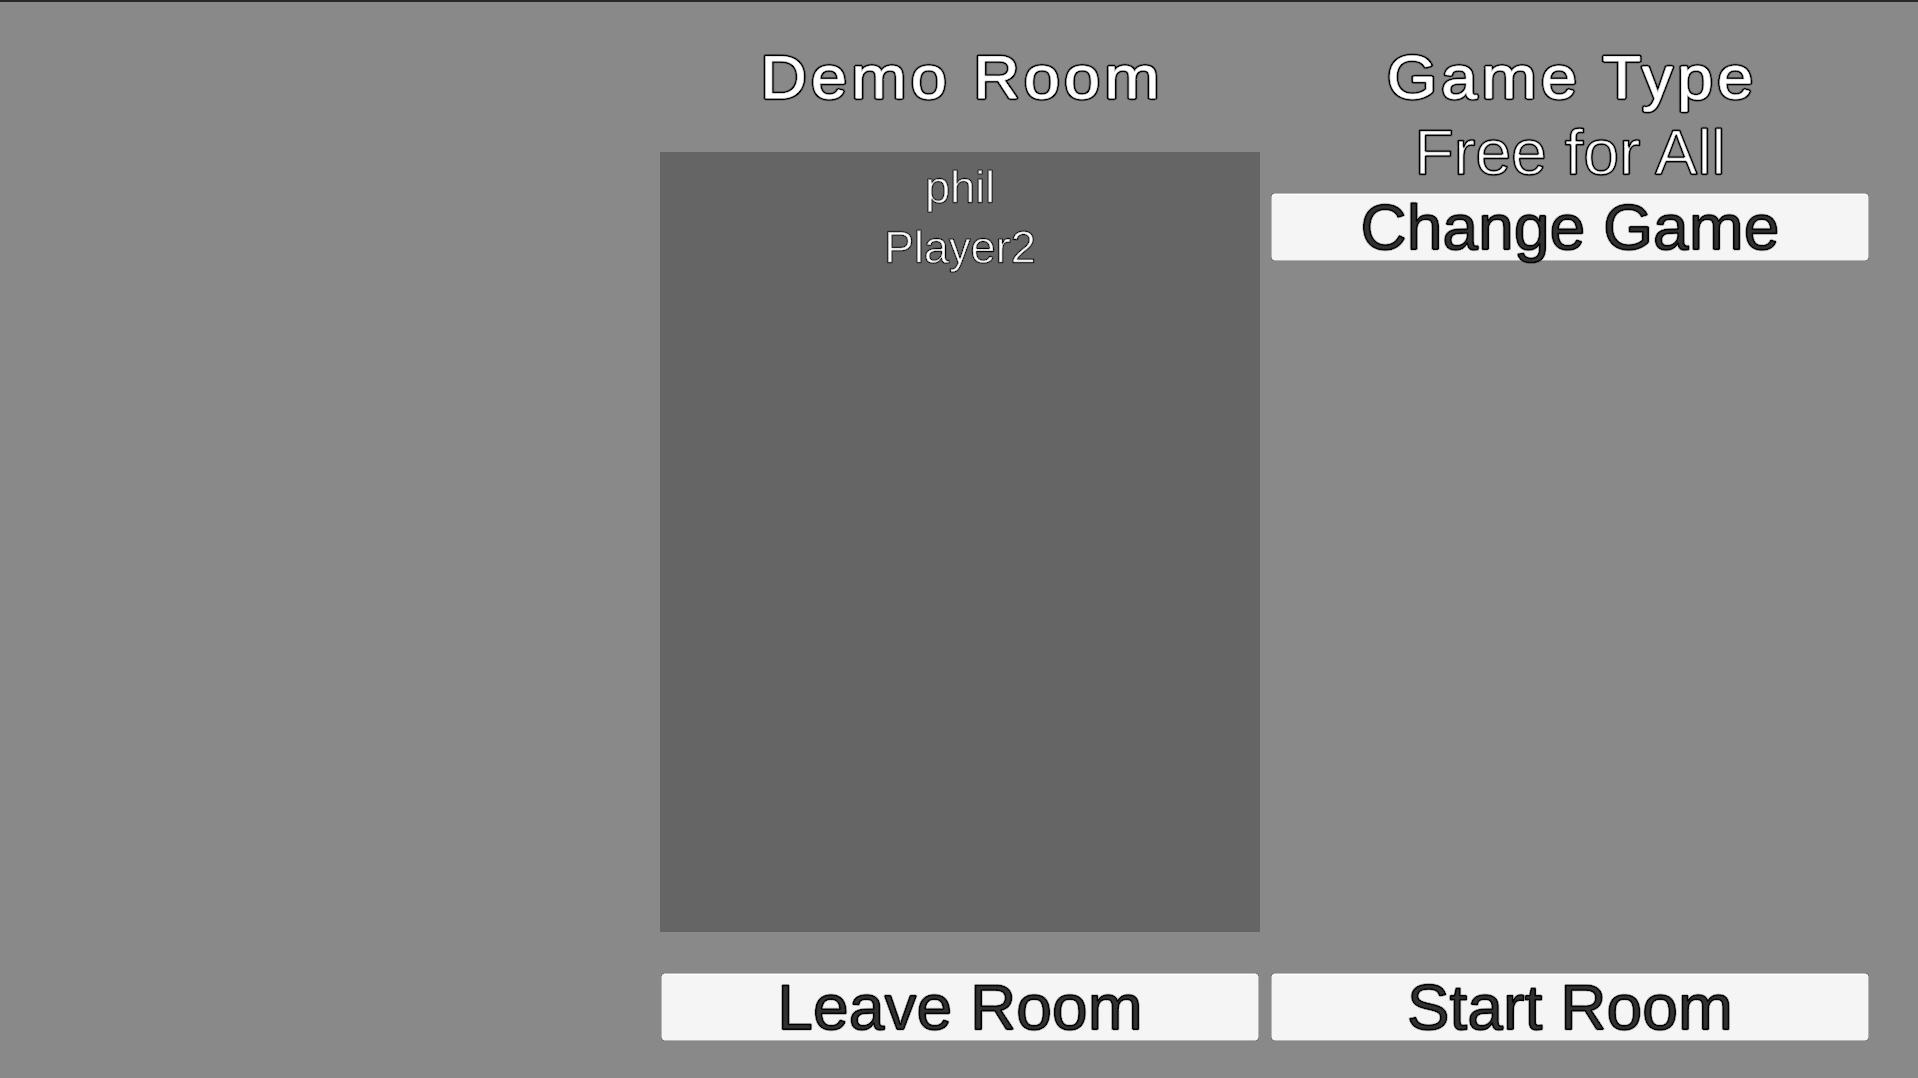 Demo Room
phil
Player2
Leave Room
Game Type
Free for All
Change Game
Start Room